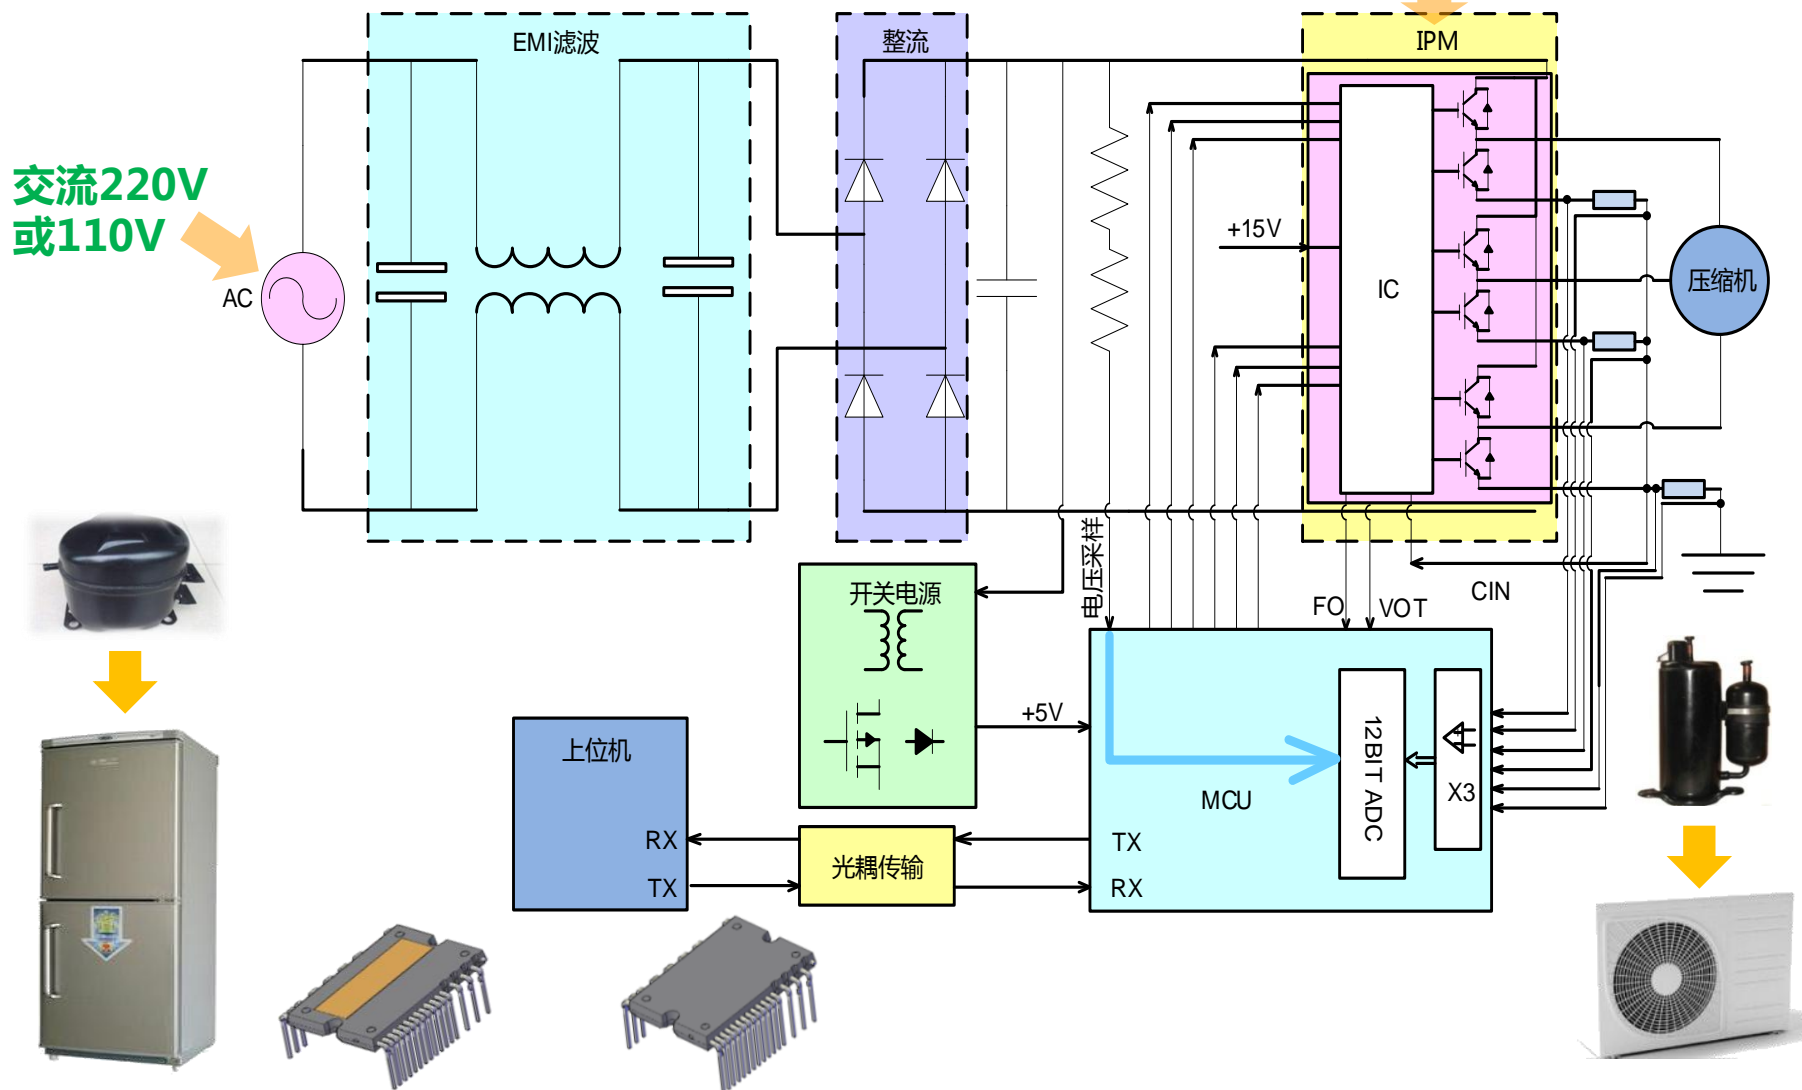 EMI滤波
整流
IPM
交流220V
或110V
AC
+15V
IC
压缩机
电压采样
开关电源
FO
VOT
CIN
+5V
上位机
RX
TX
光耦传输
TX
RX
MCU
12BIT ADC
X3